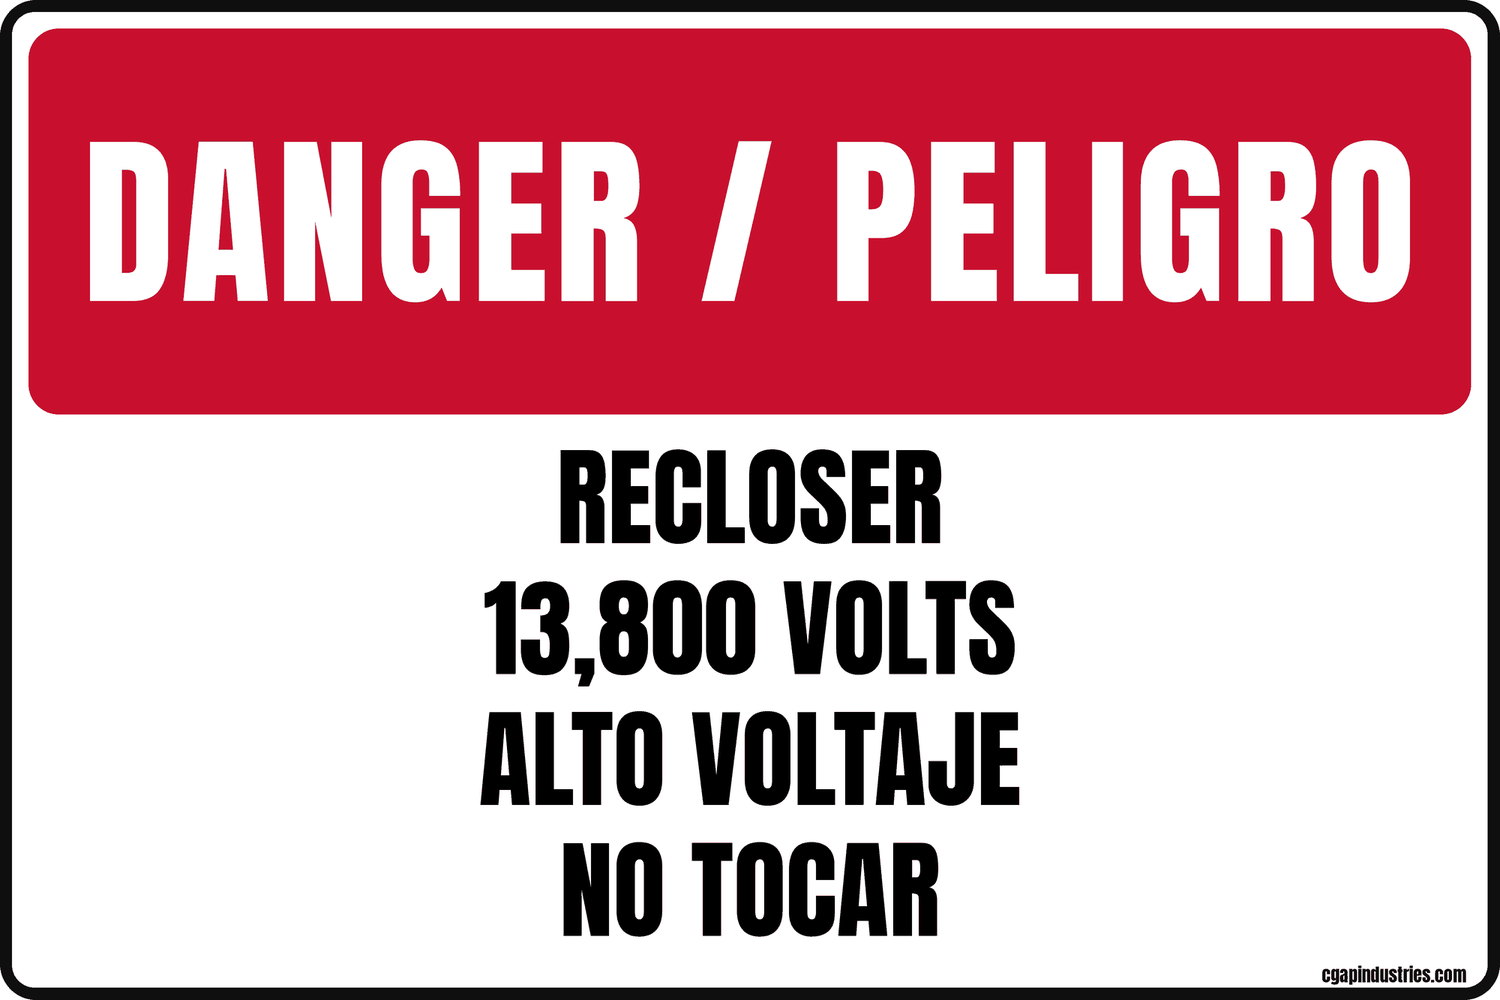 DANGER / PELIGRO
RECLOSER
13,800 VOLTS
ALTO VOLTAJE
NO TOCAR
cgapindustries.com